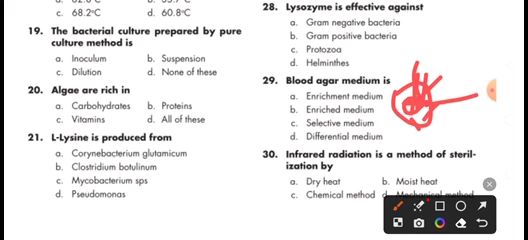 c. 68.2°C d. 60.8°C
19. The bacterial culture prepared by pure
culture method is
a. Inoculum b. Suspension
c. Dilution d. None of these
20. Algae are rich in
a. Carbohydrates b. Proteins
c. Vitamins d. All of these
21. L-Lysine is produced from
a. Corynebacterium glutamicum
b. Clostridium botulinum
c. Mycobacterium sps
d. Pseudomonas
28. Lysozyme is effective against
a. Gram negative bacteria
b. Gram positive bacteria
c. Protozoa
d. Helminthes
29. Blood agar medium is
a. Enrichment medium
b. Enriched medium
c. Selective medium
d. Differential medium
30. Infrared radiation is a method of steril-
ization by
a. Dry heat b. Moist heat
c. Chemical method d. Mechanical method